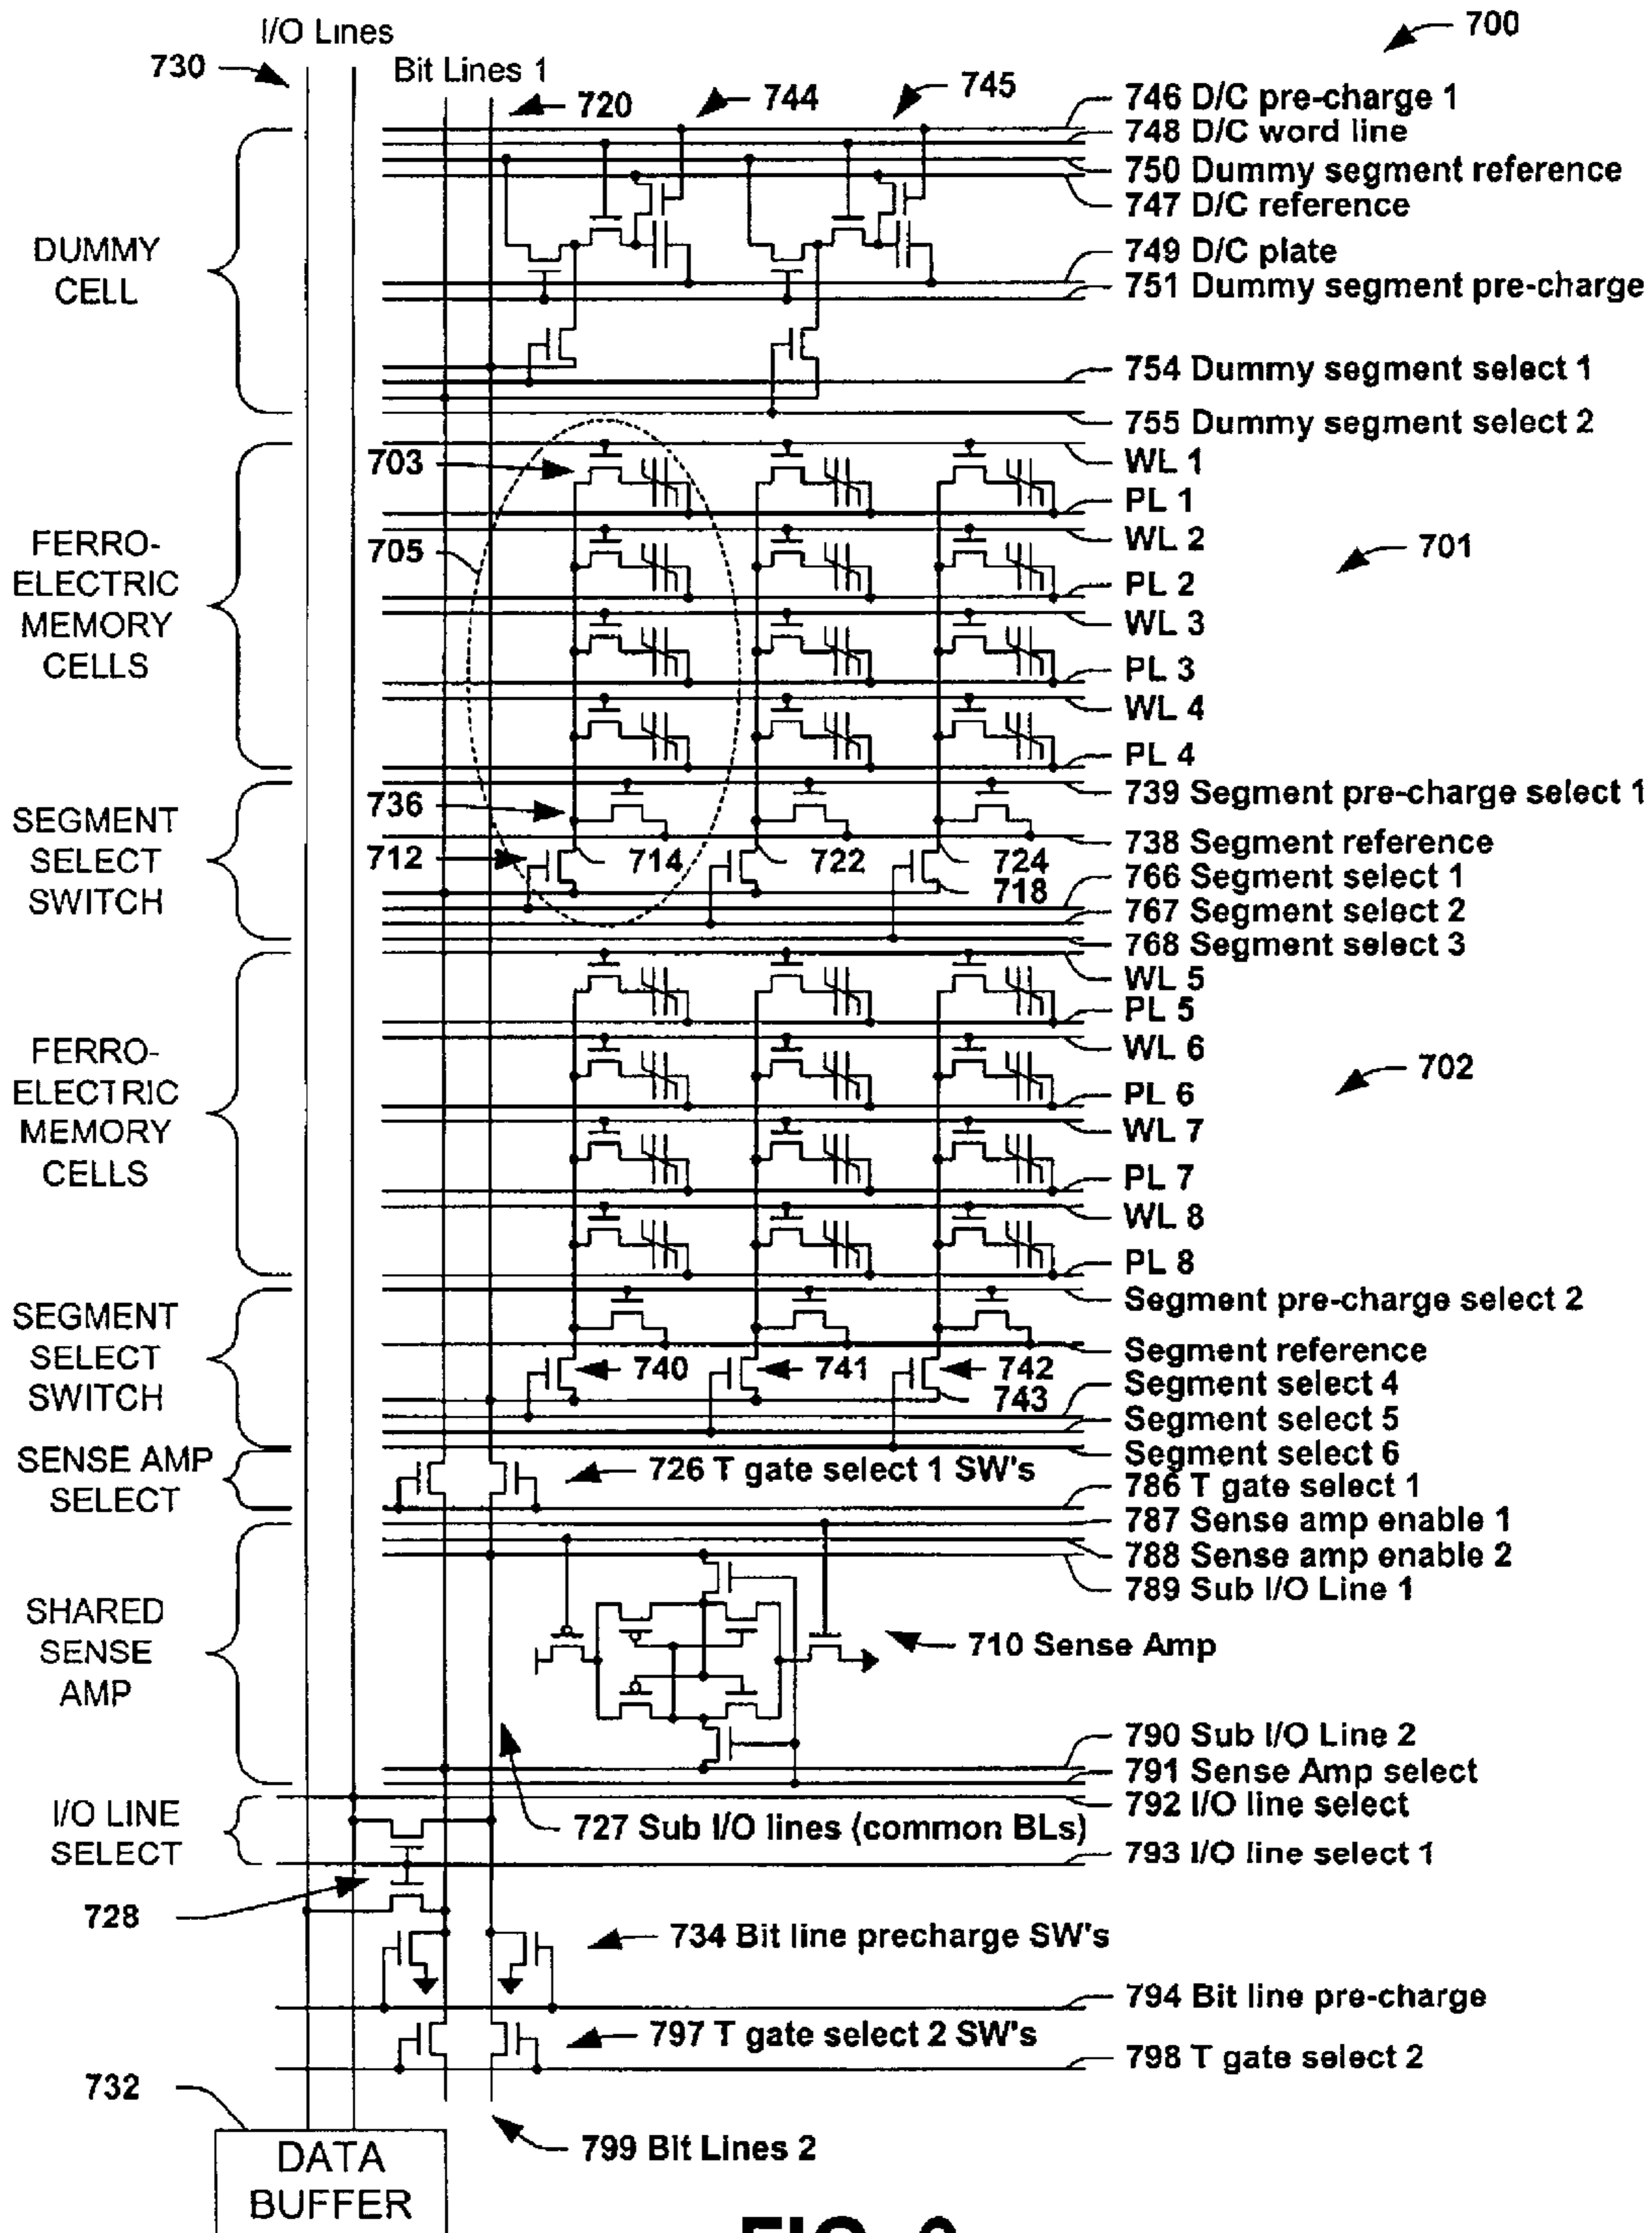 I/O Lines
700
730
Bit Lines 1
720
744
745
746 D/C pre-charge 1
748 D/C word line
750 Dummy segment reference
747 D/C reference
DUMMY
CELL
749 D/C plate
751 Dummy segment pre-charge
754 Dummy segment select 1
755 Dummy segment select 2
703
WL 1
PL 1
FERRO-
ELECTRIC
MEMORY
CELLS
705
WL 2
701
PL 2
WL 3
PL 3
WL 4
PL 4
SEGMENT
SELECT
SWITCH
736
739 Segment pre-charge select 1
738 Segment reference
712
714
722
724
718
766 Segment select 1
767 Segment select 2
768 Segment select 3
WL 5
PL 5
FERRO-
ELECTRIC
MEMORY
CELLS
WL 6
702
PL 6
WL 7
PL 7
WL 8
PL 8
SEGMENT
SELECT
SWITCH
Segment pre-charge select 2
Segment reference
740
741
742
743
Segment select 4
Segment select 5
Segment select 6
SENSE AMP
SELECT
726 T gate select 1 SW's
786 T gate select 1
787 Sense amp enable 1
788 Sense amp enable 2
789 Sub I/O Line 1
SHARED
SENSE
AMP
710 Sense Amp
790 Sub I/O Line 2
791 Sense Amp select
792 I/O line select
I/O LINE
SELECT
727 Sub I/O lines (common BLs)
793 I/O line select 1
728
734 Bit line precharge SW's
794 Bit line pre-charge
797 T gate select 2 SW's
798 T gate select 2
732
799 Bit Lines 2
DATA
BUFFER